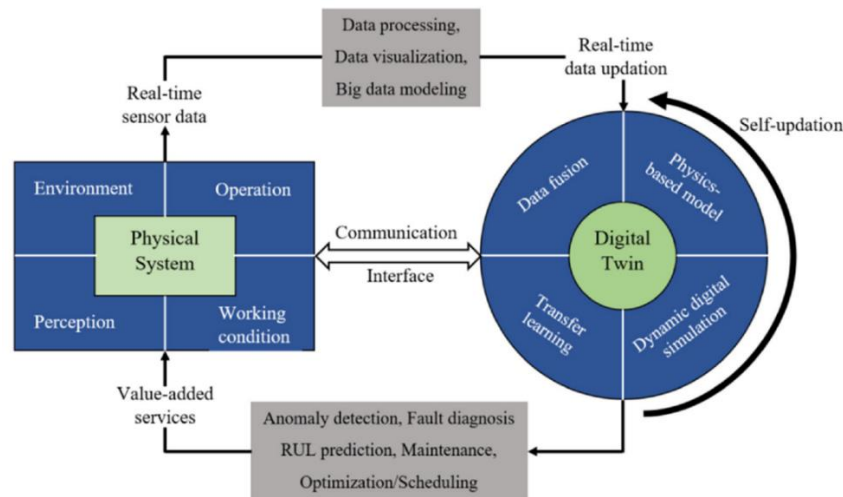 Data processing,
Data visualization,
Big data modeling
Real-time
data updation
Real-time
sensor data
Self-updation
Environment
Operation
Physical
System
Perception
Working
condition
Communication
Interface
Data fusion
Physics-
based model
Digital
Twin
Transfer
learning
Dynamic digital
simulation
Value-added
services
Anomaly detection, Fault diagnosis
RUL prediction, Maintenance,
Optimization/Scheduling